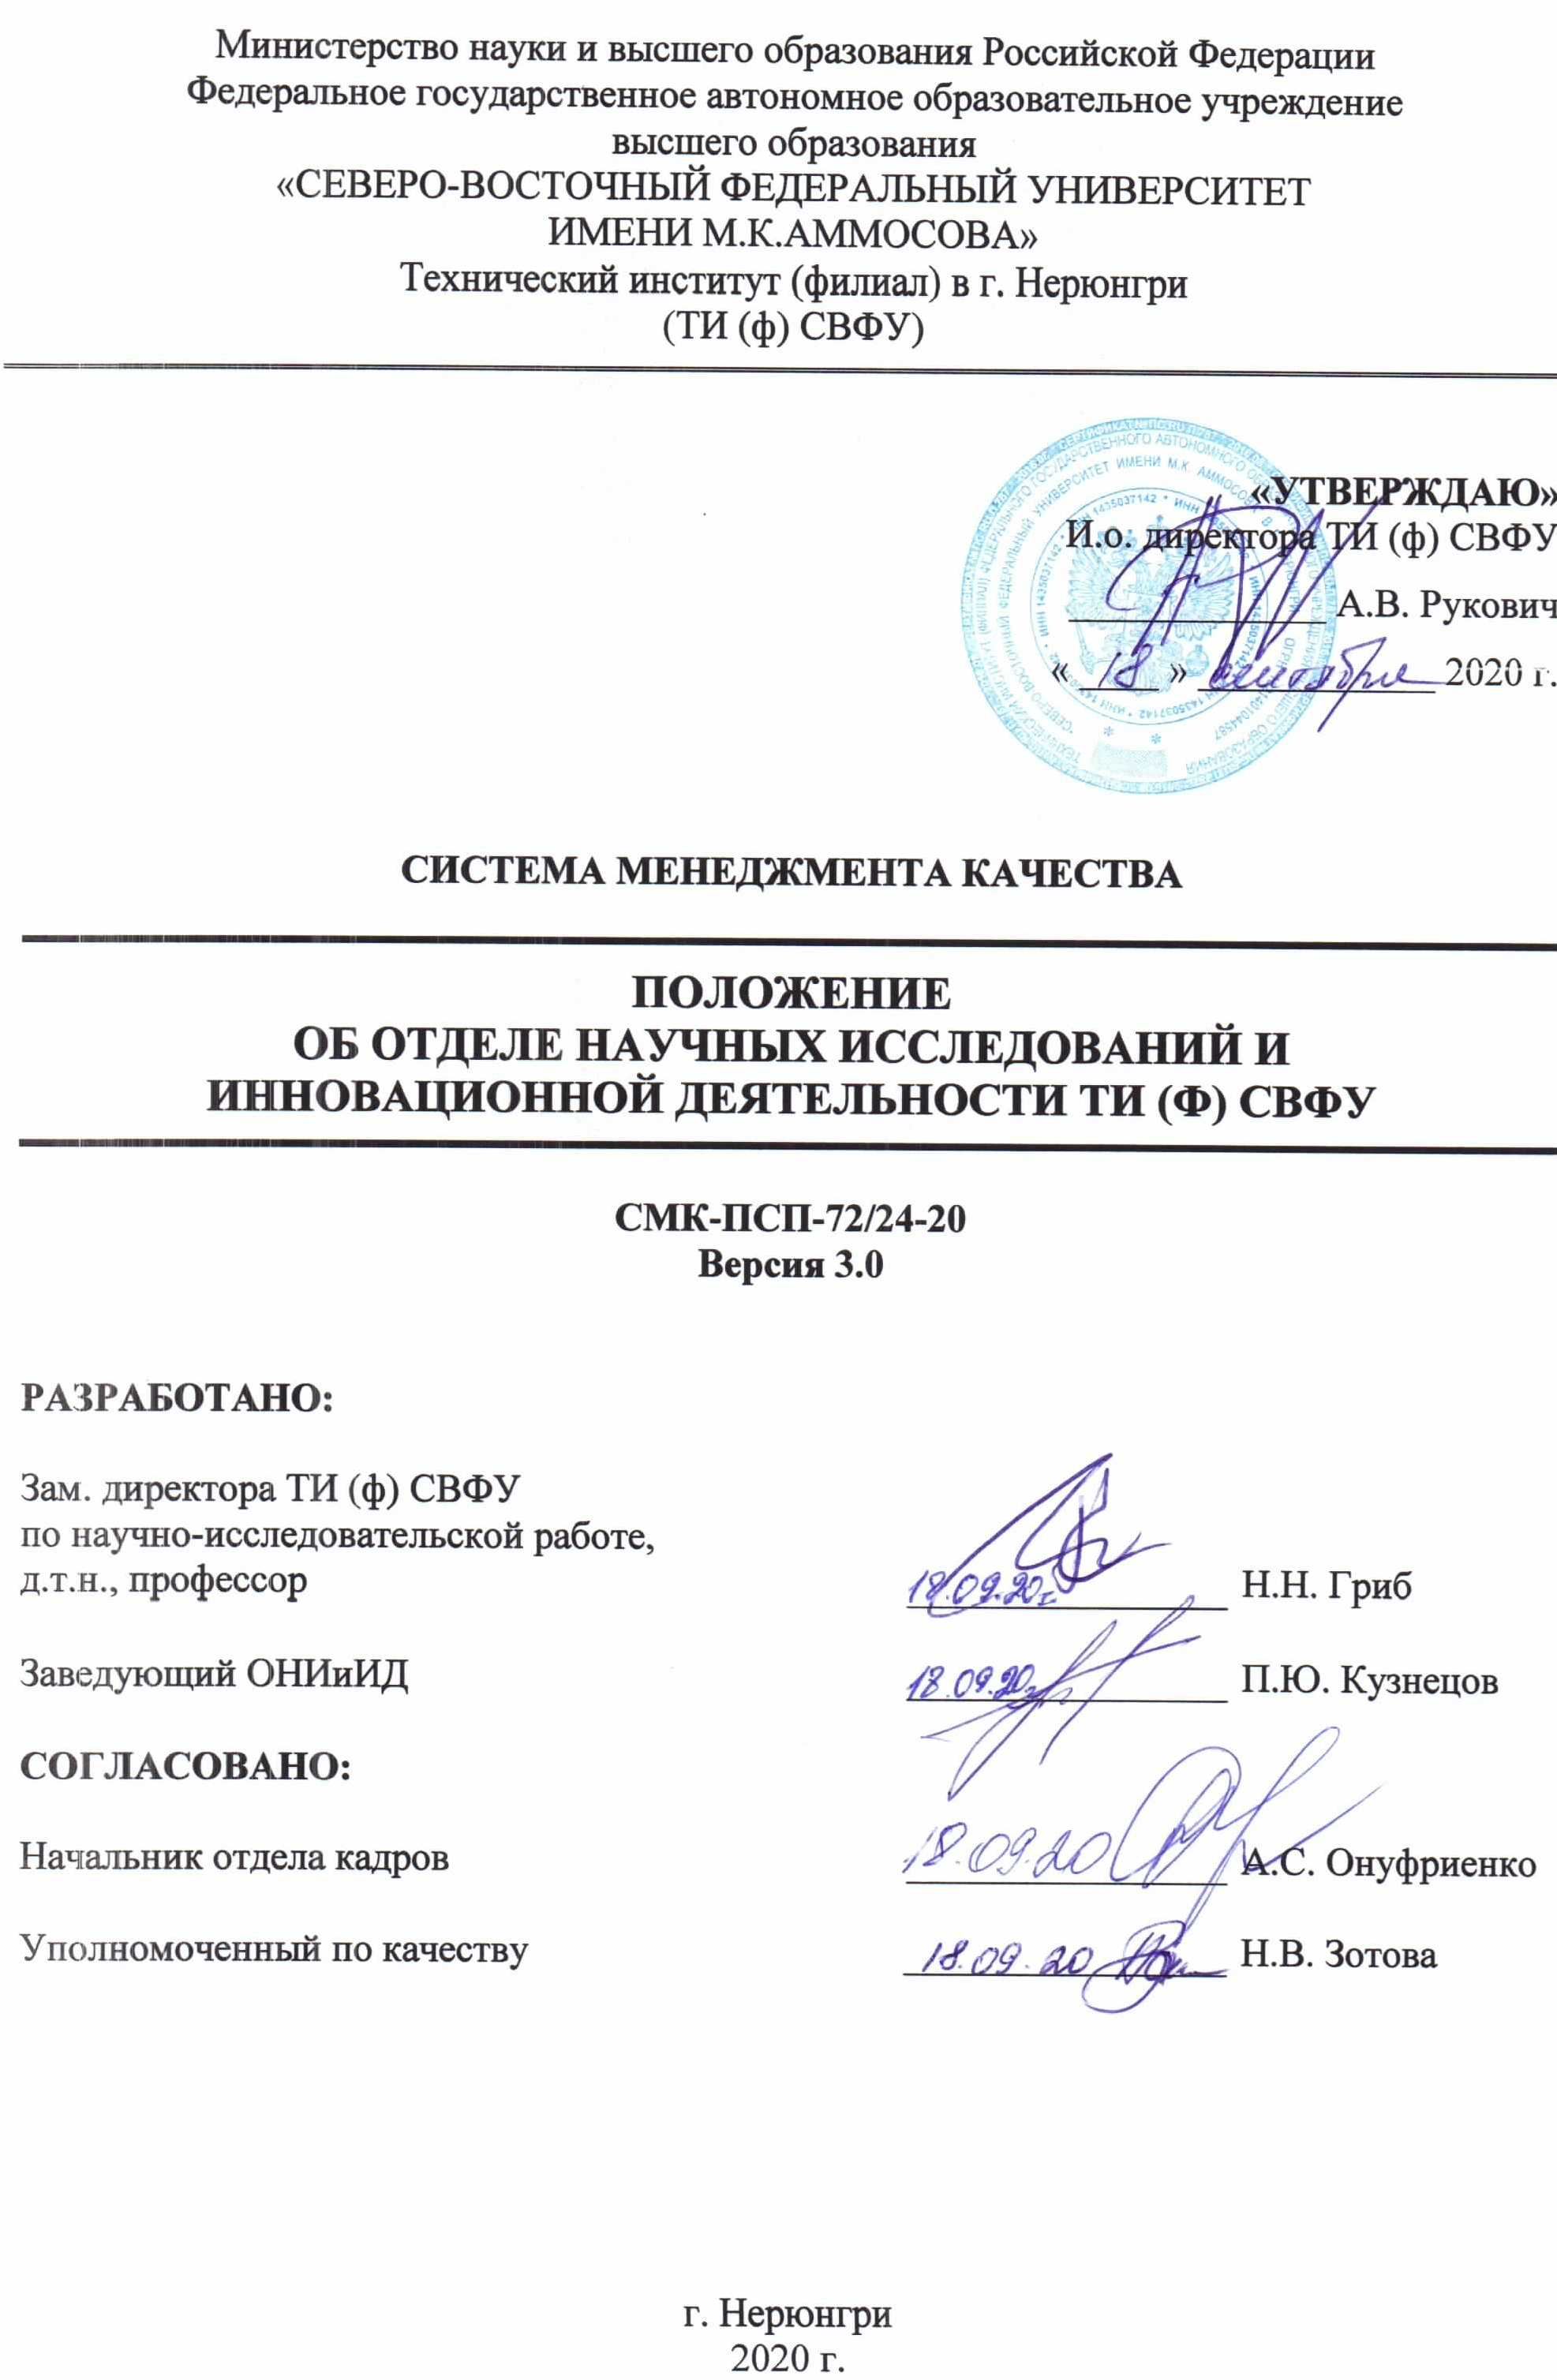 Министерство науки и высшего образования Российской Федерации
Федеральное государственное автономное образовательное учреждение
высшего образования
«СЕВЕРО-ВОСТОЧНЫЙ ФЕДЕРАЛЬНЫЙ УНИВЕРСИТЕТ
ИМЕНИ М.К.АММОСОВА»
Технический институт (филиал) в г. Нерюнгри
(ТИ (ф) СВФУ)
«УТВЕРЖДАЮ»
И.о. директора ТИ (ф) СВФУ
А.В. Рукович
« 18 » сентября 2020 г.
СИСТЕМА МЕНЕДЖМЕНТА КАЧЕСТВА
ПОЛОЖЕНИЕ
ОБ ОТДЕЛЕ НАУЧНЫХ ИССЛЕДОВАНИЙ И
ИННОВАЦИОННОЙ ДЕЯТЕЛЬНОСТИ ТИ (Ф) СВФУ
СМК-ПСП-72/24-20
Версия 3.0
РАЗРАБОТАНО:
Зам. директора ТИ (ф) СВФУ
по научно-исследовательской работе,
д.т.н., профессор 18.09.20г. Н.Н. Гриб
Заведующий ОНИиИД 18.09.20г. П.Ю. Кузнецов
СОГЛАСОВАНО:
Начальник отдела кадров 18.09.20 А.С. Онуфриенко
Уполномоченный по качеству 18.09.20 Н.В. Зотова
г. Нерюнгри
2020 г.